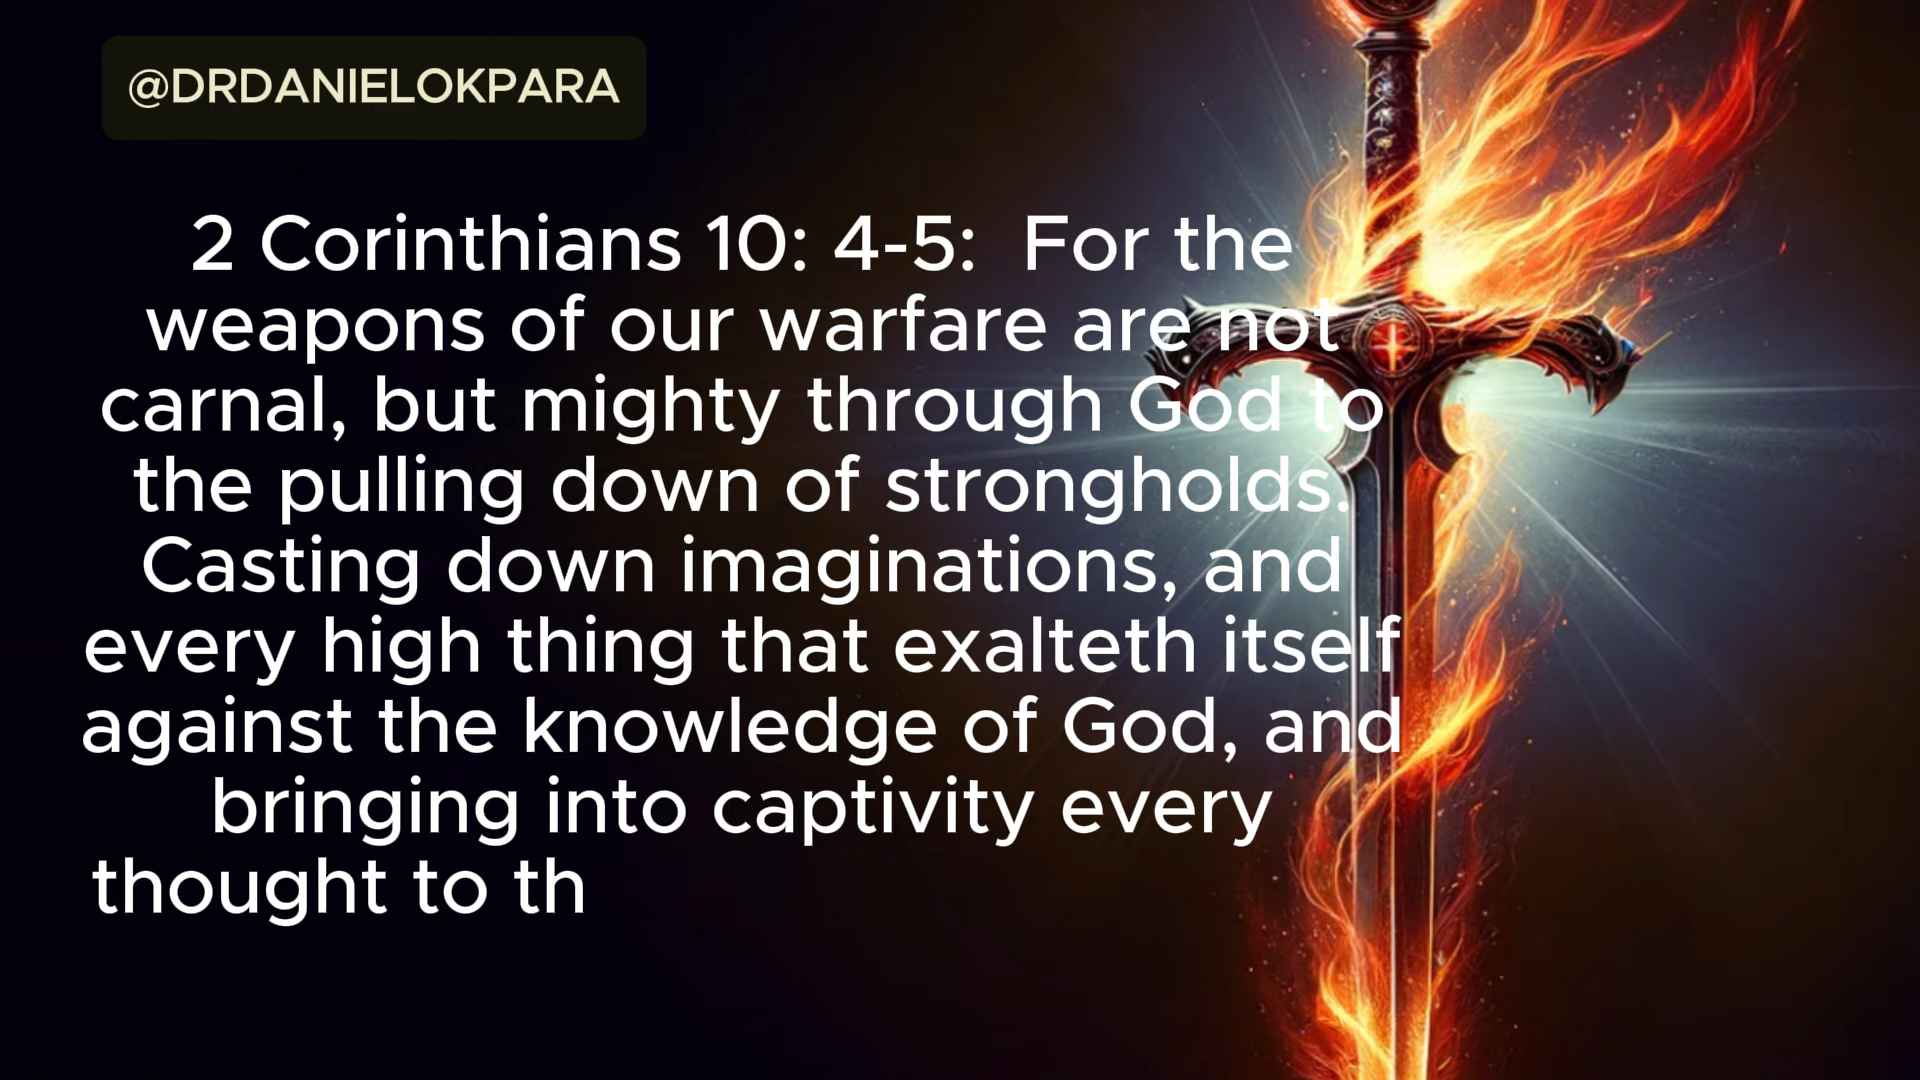 @DRDANIELOKPARA
2 Corinthians 10: 4-5:  For the
weapons of our warfare are not
carnal, but mighty through God to
the pulling down of strongholds.
Casting down imaginations, and
every high thing that exalteth itself
against the knowledge of God, and
bringing into captivity every
thought to th